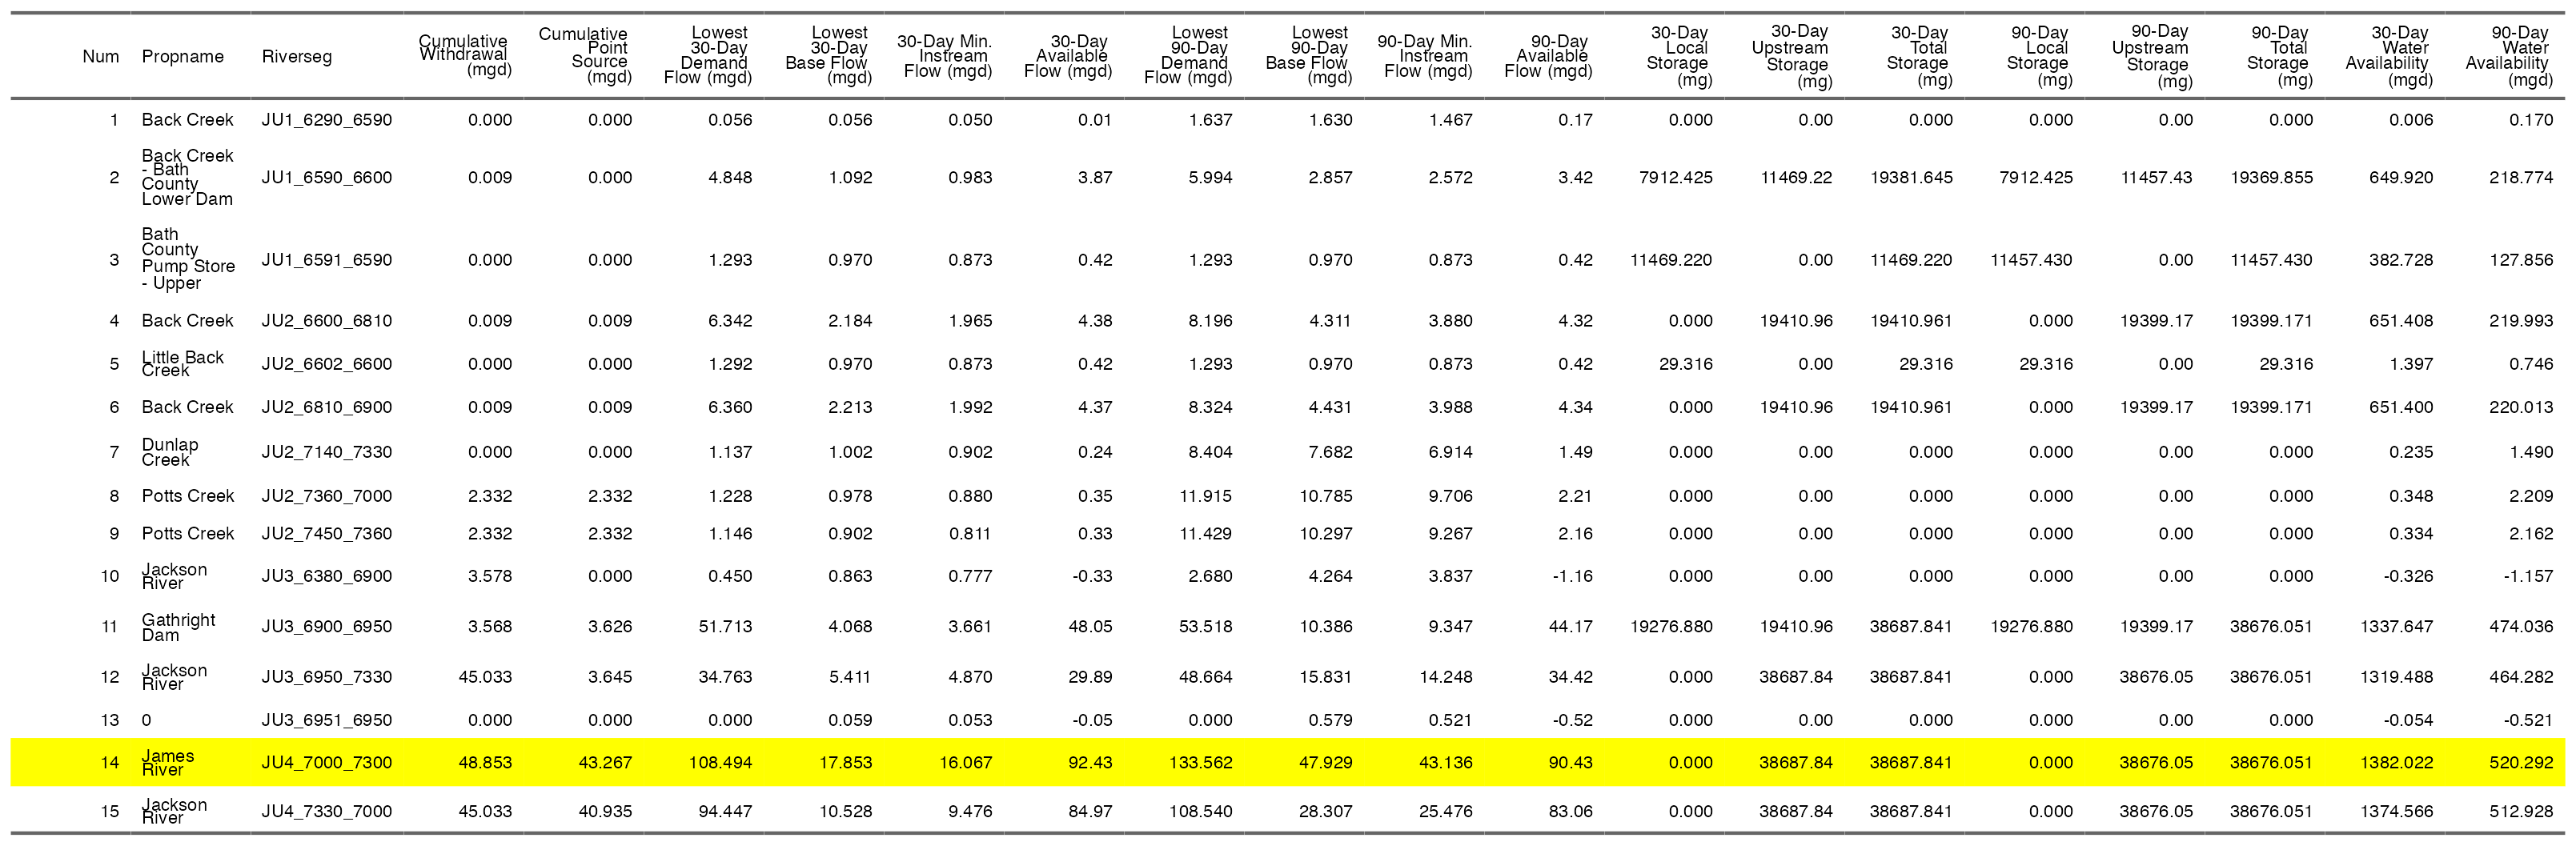 Num Propname Riverseg Cumulative Withdrawal (mgd) Cumulative Point Source (mgd) Lowest 30-Day Demand Flow (mgd) Lowest 30-Day Base Flow (mgd) 30-Day Min. Instream Flow (mgd) 30-Day Available Flow (mgd) Lowest 90-Day Demand Flow (mgd) Lowest 90-Day Base Flow (mgd) 90-Day Min. Instream Flow (mgd) 90-Day Available Flow (mgd) 30-Day Local Storage (mg) 30-Day Upstream Storage (mg) 30-Day Total Storage (mg) 90-Day Local Storage (mg) 90-Day Upstream Storage (mg) 90-Day Total Storage (mg) 30-Day Water Availability (mgd) 90-Day Water Availability (mgd)
1 Back Creek JU1_6290_6590 0.000 0.000 0.056 0.056 0.050 0.01 1.637 1.630 1.467 0.17 0.000 0.00 0.000 0.000 0.00 0.000 0.006 0.170
2 Back Creek - Bath County Lower Dam JU1_6590_6600 0.009 0.000 4.848 1.092 0.983 3.87 5.994 2.857 2.572 3.42 7912.425 11469.22 19381.645 7912.425 11457.43 19369.855 649.920 218.774
3 Bath County Pump Store - Upper JU1_6591_6590 0.000 0.000 1.293 0.970 0.873 0.42 1.293 0.970 0.873 0.42 11469.220 0.00 11469.220 11457.430 0.00 11457.430 382.728 127.856
4 Back Creek JU2_6600_6810 0.009 0.009 6.342 2.184 1.965 4.38 8.196 4.311 3.880 4.32 0.000 19410.96 19410.961 0.000 19399.17 19399.171 651.408 219.993
5 Little Back Creek JU2_6602_6600 0.000 0.000 1.292 0.970 0.873 0.42 1.293 0.970 0.873 0.42 29.316 0.00 29.316 29.316 0.00 29.316 1.397 0.746
6 Back Creek JU2_6810_6900 0.009 0.009 6.360 2.213 1.992 4.37 8.324 4.431 3.988 4.34 0.000 19410.96 19410.961 0.000 19399.17 19399.171 651.400 220.013
7 Dunlap Creek JU2_7140_7330 0.000 0.000 1.137 1.002 0.902 0.24 8.404 7.682 6.914 1.49 0.000 0.00 0.000 0.000 0.00 0.000 0.235 1.490
8 Potts Creek JU2_7360_7000 2.332 2.332 1.228 0.978 0.880 0.35 11.915 10.785 9.706 2.21 0.000 0.00 0.000 0.000 0.00 0.000 0.348 2.209
9 Potts Creek JU2_7450_7360 2.332 2.332 1.146 0.902 0.811 0.33 11.429 10.297 9.267 2.16 0.000 0.00 0.000 0.000 0.00 0.000 0.334 2.162
10 Jackson River JU3_6380_6900 3.578 0.000 0.450 0.863 0.777 -0.33 2.680 4.264 3.837 -1.16 0.000 0.00 0.000 0.000 0.00 0.000 -0.326 -1.157
11 Gathright Dam JU3_6900_6950 3.568 3.626 51.713 4.068 3.661 48.05 53.518 10.386 9.347 44.17 19276.880 19410.96 38687.841 19276.880 19399.17 38676.051 1337.647 474.036
12 Jackson River JU3_6950_7330 45.033 3.645 34.763 5.411 4.870 29.89 48.664 15.831 14.248 34.42 0.000 38687.84 38687.841 0.000 38676.05 38676.051 1319.488 464.282
13 0 JU3_6951_6950 0.000 0.000 0.000 0.059 0.053 -0.05 0.000 0.579 0.521 -0.52 0.000 0.00 0.000 0.000 0.00 0.000 -0.054 -0.521
14 James River JU4_7000_7300 48.853 43.267 108.494 17.853 16.067 92.43 133.562 47.929 43.136 90.43 0.000 38687.84 38687.841 0.000 38676.05 38676.051 1382.022 520.292
15 Jackson River JU4_7330_7000 45.033 40.935 94.447 10.528 9.476 84.97 108.540 28.307 25.476 83.06 0.000 38687.84 38687.841 0.000 38676.05 38676.051 1374.566 512.928